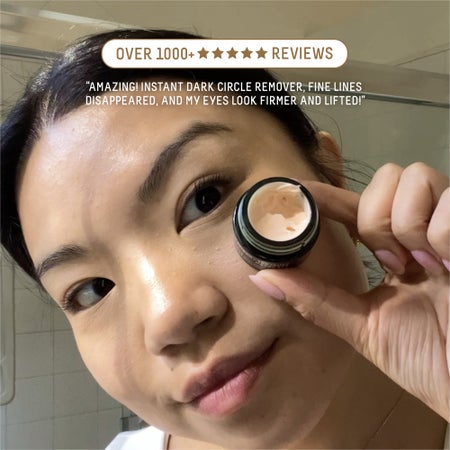 OVER 1000+ ★★★★★ REVIEWS
"AMAZING! INSTANT DARK CIRCLE REMOVER, FINE LINES
DISAPPEARED, AND MY EYES LOOK FIRMER AND LIFTED!"